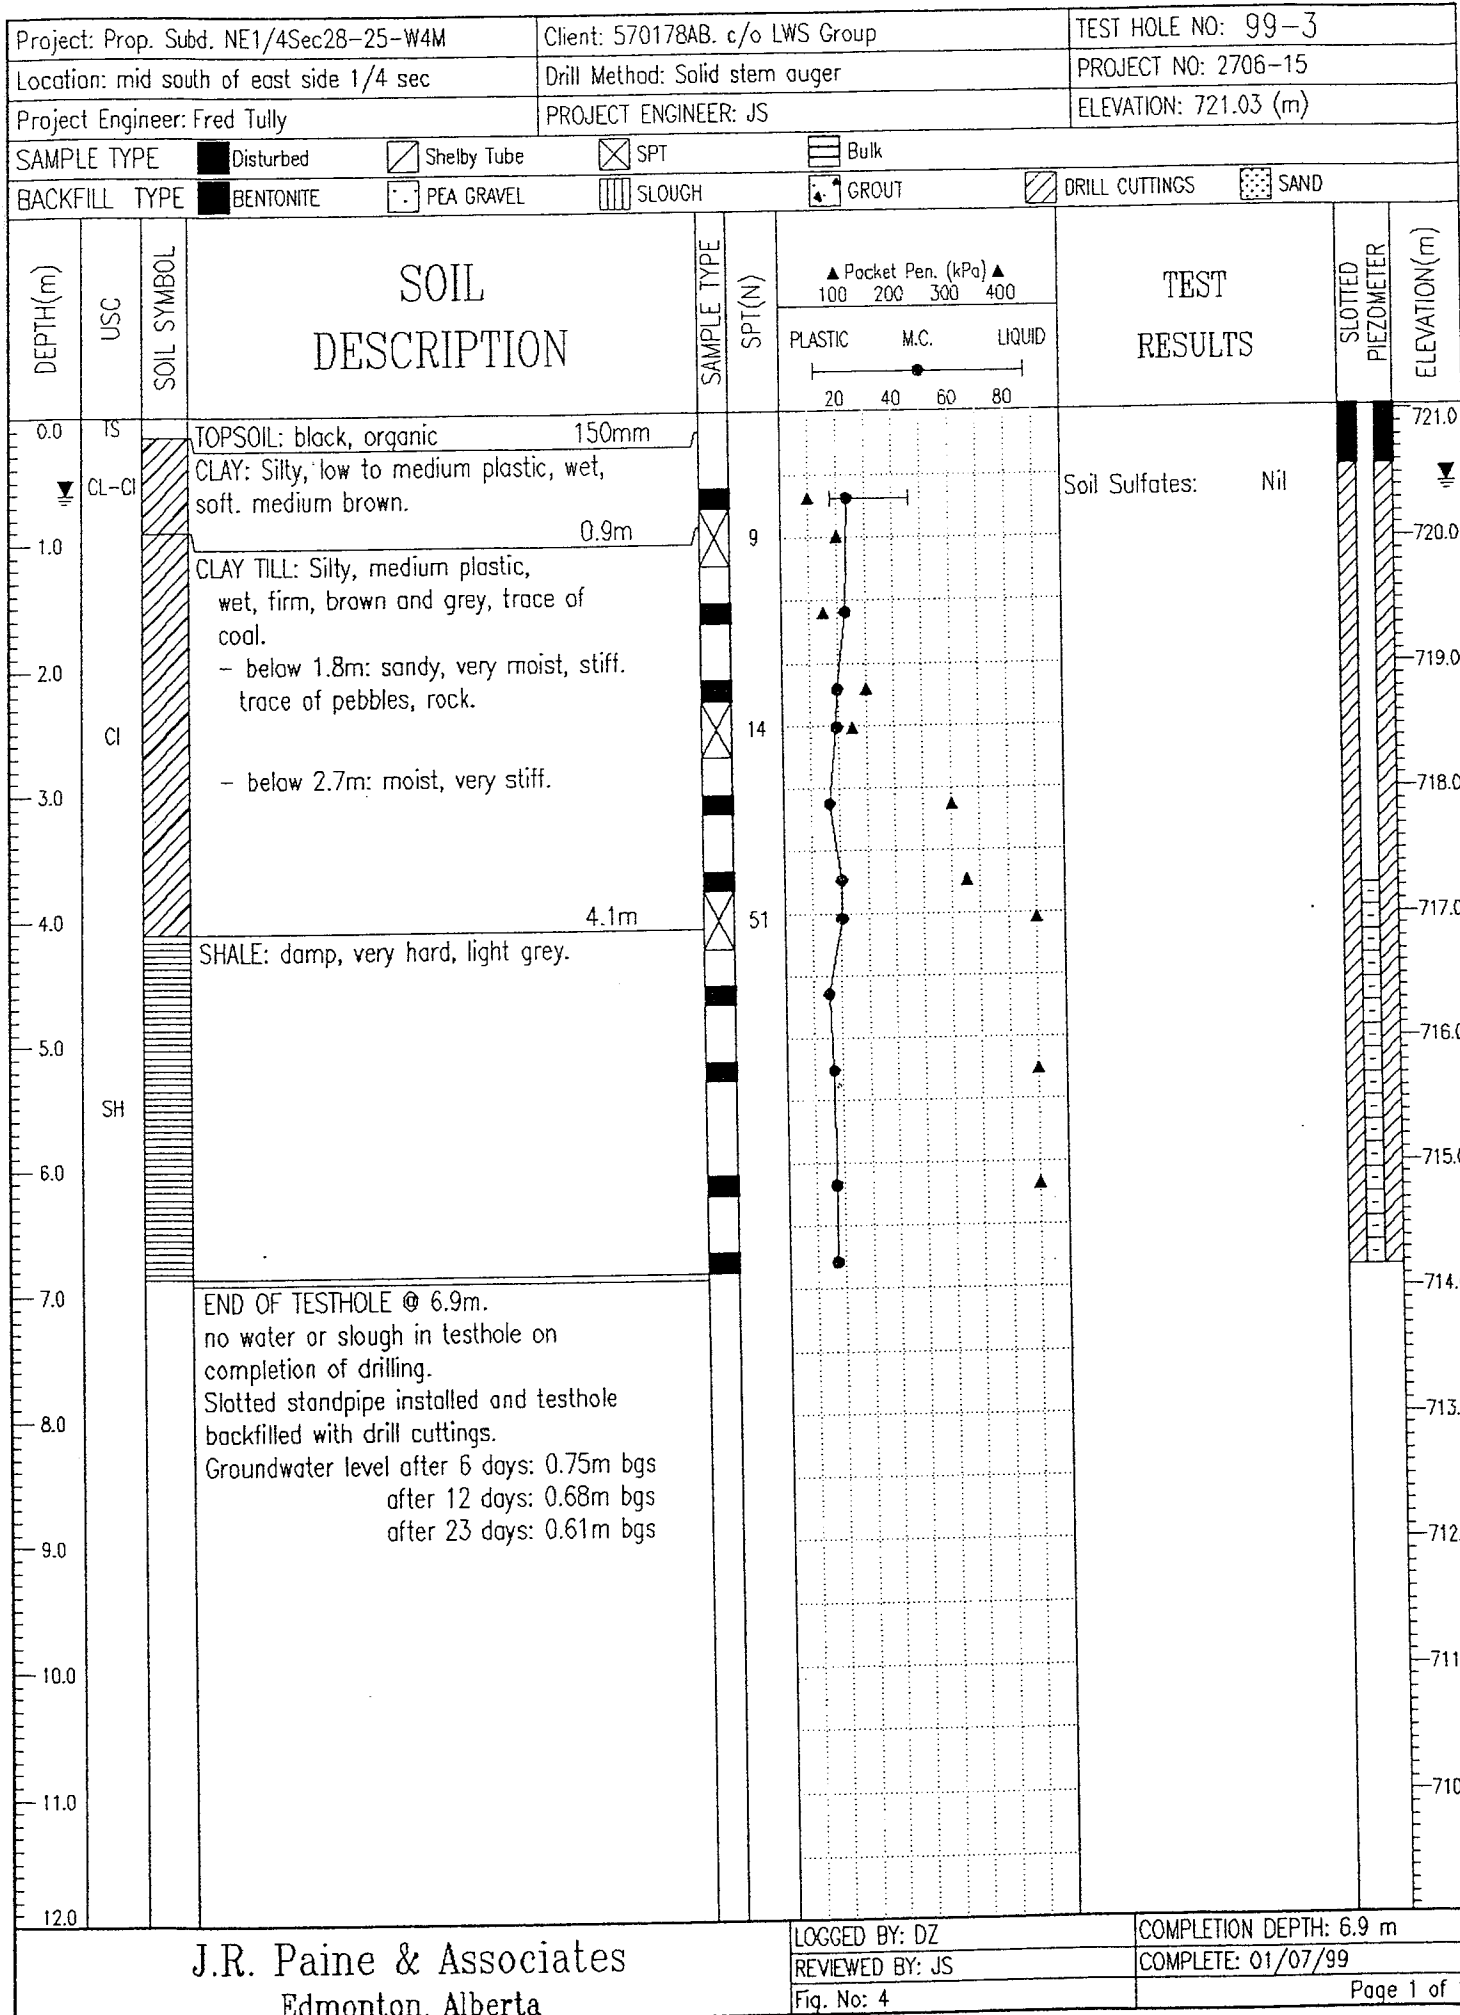 Project: Prop. Subd. NE1/4Sec28-25-W4M
Client: 570178AB. c/o LWS Group
TEST HOLE NO: 99-3
Location: mid south of east side 1/4 sec
Drill Method: Solid stem auger
PROJECT NO: 2706-15
Project Engineer: Fred Tully
PROJECT ENGINEER: JS
ELEVATION: 721.03 (m)
SAMPLE TYPE Disturbed Shelby Tube SPT Bulk
BACKFILL TYPE BENTONITE PEA GRAVEL SLOUGH GROUT DRILL CUTTINGS SAND
DEPTH(m)
USC
SOIL SYMBOL
SOIL
DESCRIPTION
SAMPLE TYPE
SPT(N)
▲ Pocket Pen. (kPa) ▲
100 200 300 400
PLASTIC M.C. LIQUID
20 40 60 80
TEST
RESULTS
SLOTTED
PIEZOMETER
ELEVATION(m)
0.0 TS
TOPSOIL: black, organic 150mm
721.0
CLAY: Silty, low to medium plastic, wet,
CL-CI
soft. medium brown.
Soil Sulfates: Nil
0.9m
9
720.0
1.0
CLAY TILL: Silty, medium plastic,
wet, firm, brown and grey, trace of
coal.
- below 1.8m: sandy, very moist, stiff.
719.0
2.0
trace of pebbles, rock.
CI
14
- below 2.7m: moist, very stiff.
718.0
3.0
4.1m
51
717.0
4.0
SHALE: damp, very hard, light grey.
716.0
5.0
SH
715.
6.0
714.
7.0
END OF TESTHOLE @ 6.9m.
no water or slough in testhole on
completion of drilling.
Slotted standpipe installed and testhole
8.0
713.
backfilled with drill cuttings.
Groundwater level after 6 days: 0.75m bgs
after 12 days: 0.68m bgs
after 23 days: 0.61m bgs
712.
9.0
711
10.0
710
11.0
12.0
J.R. Paine & Associates
Edmonton, Alberta
LOGGED BY: DZ
COMPLETION DEPTH: 6.9 m
REVIEWED BY: JS
COMPLETE: 01/07/99
Fig. No: 4
Page 1 of